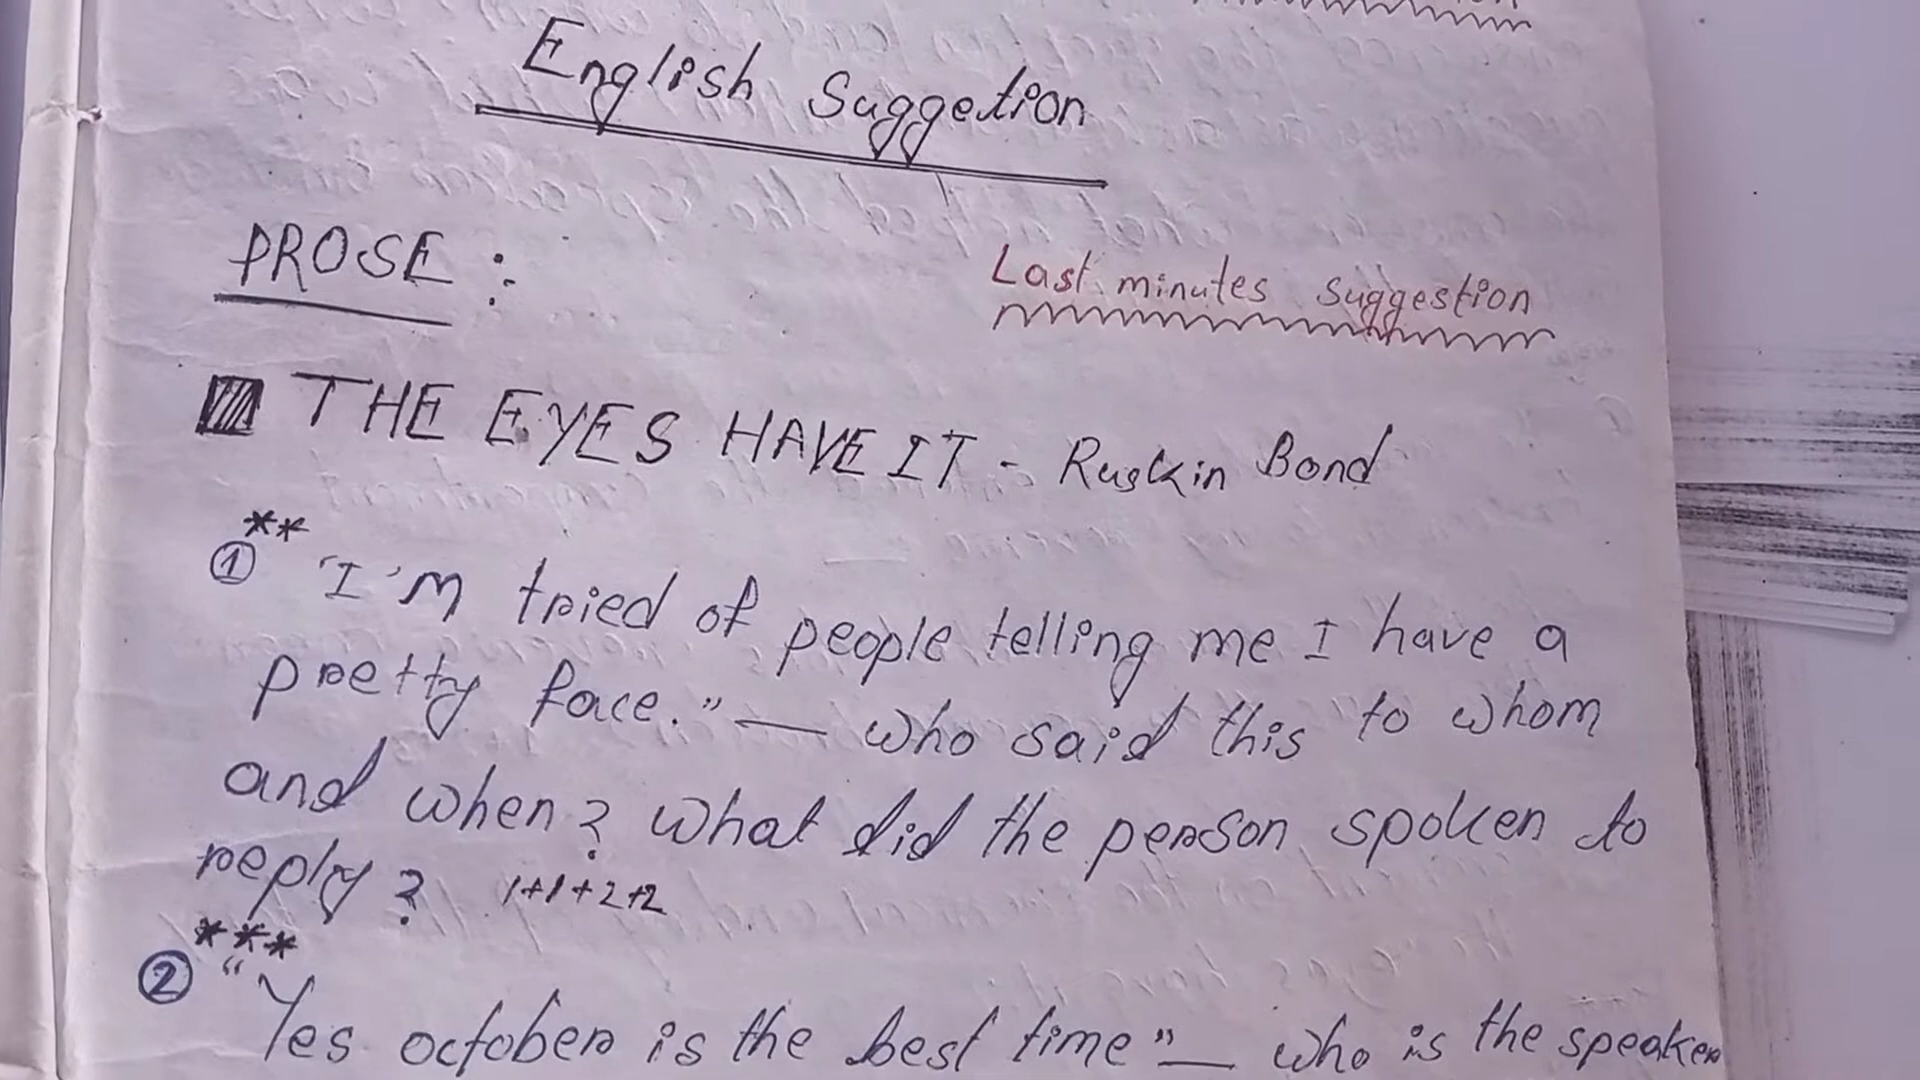 English Suggetion
PROSE :-
Last minutes suggestion
THE EYES HAVE IT - Ruskin Bond
**
① "I'm tried of people telling me I have a
pretty face." — who said this to whom
and when? what did the person spoken to
reply? 1+1+2+2
***
② "Yes october is the best time" — who is the speaker